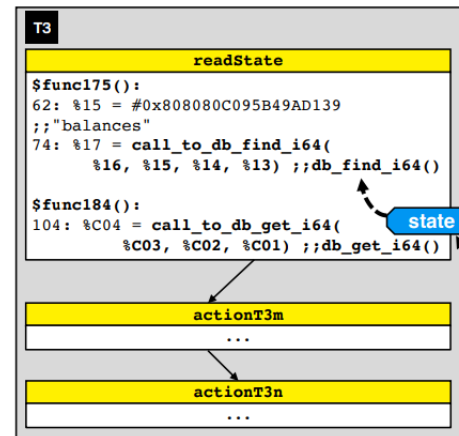 T3
readState
$func175():
62: %15 = #0x808080C095B49AD139
;;"balances"
74: %17 = call_to_db_find_i64(
%16, %15, %14, %13) ;;db_find_i64()
$func184():
104: %C04 = call_to_db_get_i64(
%C03, %C02, %C01) ;;db_get_i64()
state
actionT3m
...
actionT3n
...